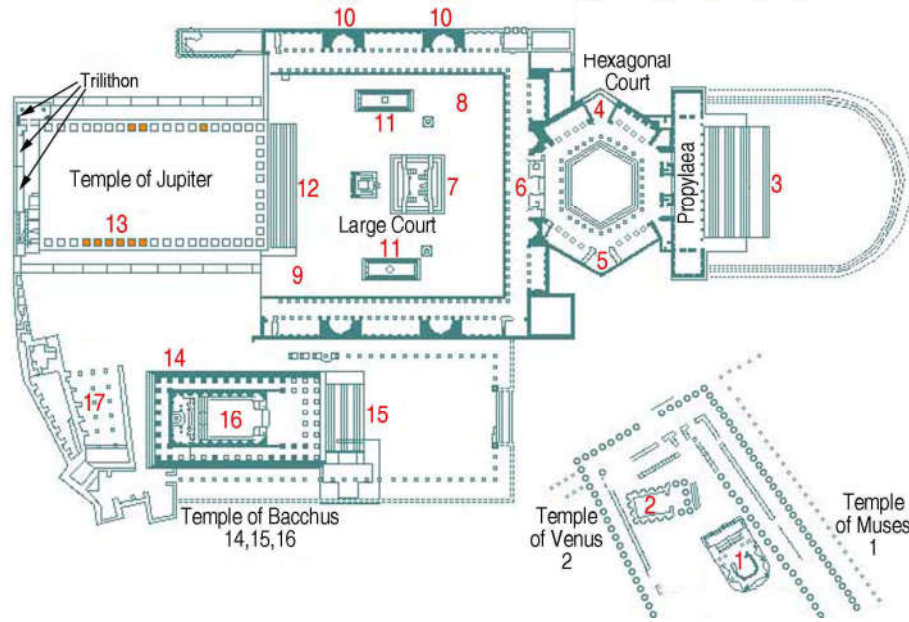 10
10
Hexagonal
Court
Trilithon
8
4
11
Temple of Jupiter
12
7
6
Propylaea
3
13
Large Court
11
5
9
14
17
16
15
2
Temple of Bacchus
14,15,16
Temple
of Venus
2
Temple
of Muses
1
1